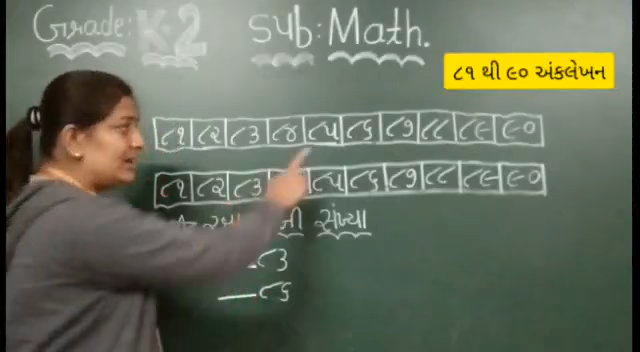 Grade: K-2 Sub: Math.
૮૧ થી ૯૦ અંકલેખન
૮૧ ૮૨ ૮૩ ૮૪ ૮૫ ૮૬ ૮૭ ૮૮ ૮૯ ૯૦
૮૧ ૮૨ ૮૩ ૮૫ ૮૬ ૮૭ ૮૮ ૮૯ ૯૦
ની સંખ્યા
૮૩
૮૬